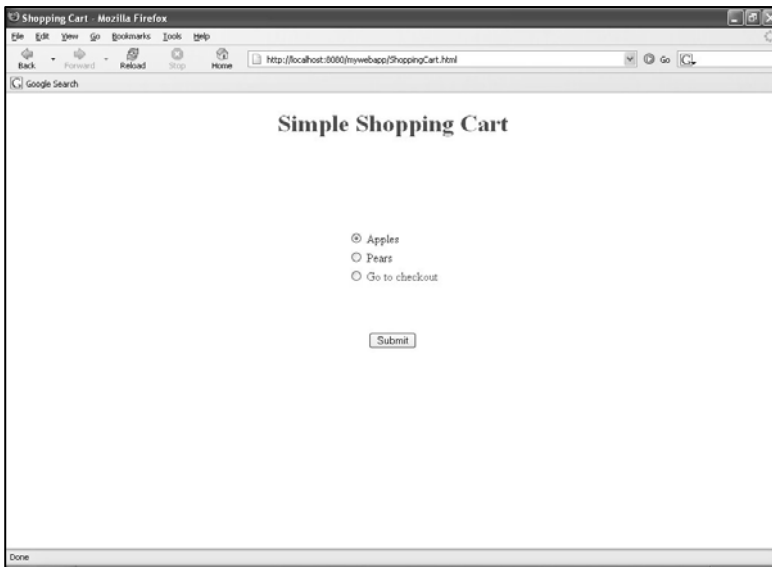 Shopping Cart - Mozilla Firefox
File Edit View Go Bookmarks Tools Help
Back Forward Reload Stop Home http://localhost:8080/mywebapp/ShoppingCart.html Go
Google Search
Simple Shopping Cart
Apples
Pears
Go to checkout
Submit
Done